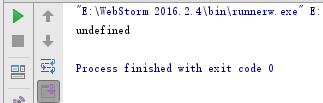 "E:\WebStorm 2016.2.4\bin\runnerw.exe" E:
undefined
Process finished with exit code 0